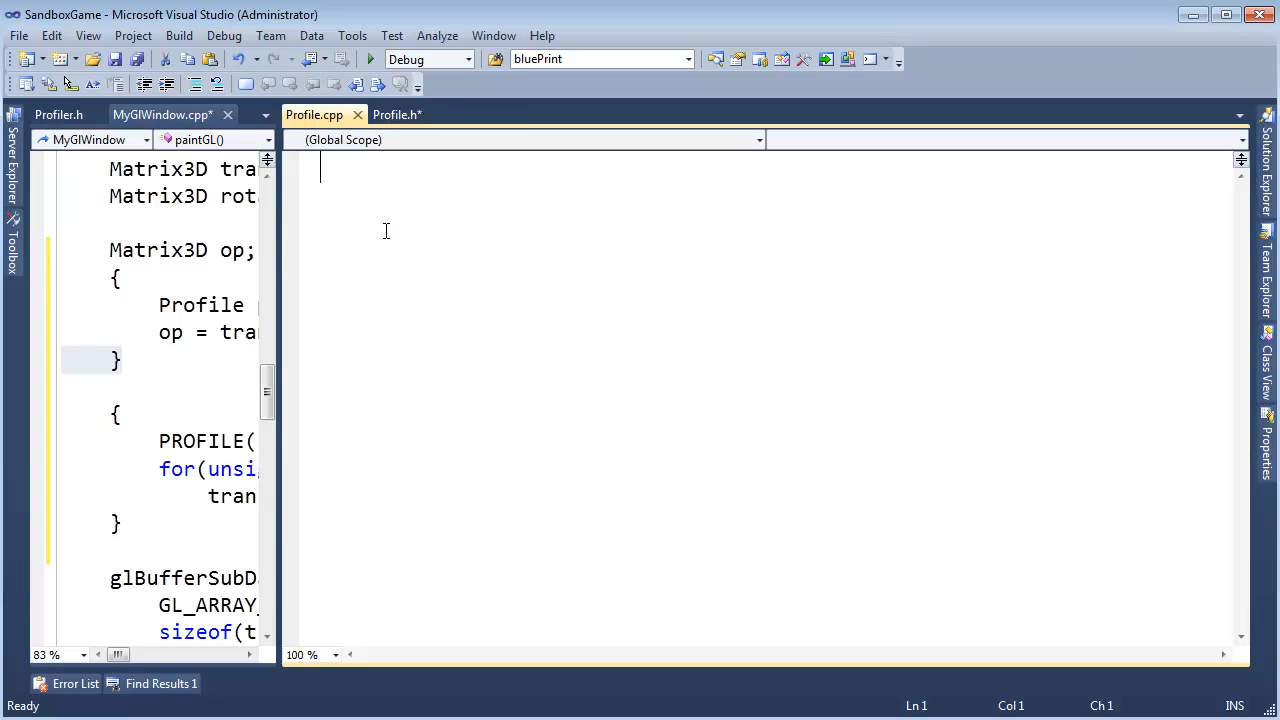 SandboxGame - Microsoft Visual Studio (Administrator)
File Edit View Project Build Debug Team Data Tools Test Analyze Window Help
Debug bluePrint
Profiler.h MyGlWindow.cpp* Profile.cpp Profile.h*
MyGlWindow paintGL() (Global Scope)
Server Explorer
Toolbox
Matrix3D tra
Matrix3D rot
Matrix3D op;
{
Profile
op = tra
}
{
PROFILE(
for(unsi
tran
}
glBufferSubD
GL_ARRAY_
sizeof(t
Solution Explorer
Team Explorer
Class View
Properties
83 % 100 %
Error List Find Results 1
Ready Ln 1 Col 1 Ch 1 INS